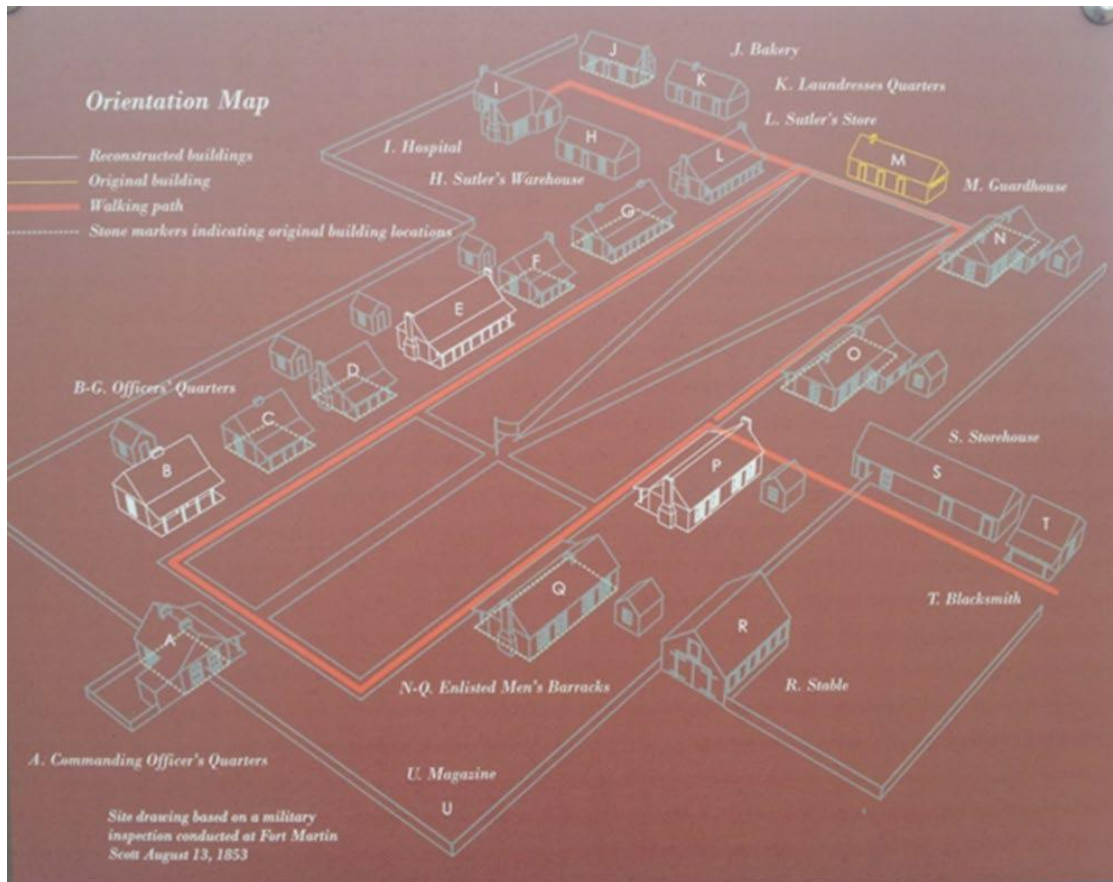 Orientation Map
Reconstructed buildings
Original building
Walking path
Stone markers indicating original building locations
J
J. Bakery
K
K. Laundresses Quarters
I
L. Sutler's Store
I. Hospital
H
L
M
H. Sutler's Warehouse
M. Guardhouse
G
N
F
E
O
D
B-G. Officers' Quarters
C
S. Storehouse
B
P
S
T
Q
T. Blacksmith
A
R
N-Q. Enlisted Men's Barracks
R. Stable
A. Commanding Officer's Quarters
U. Magazine
U
Site drawing based on a military
inspection conducted at Fort Martin
Scott August 13, 1853